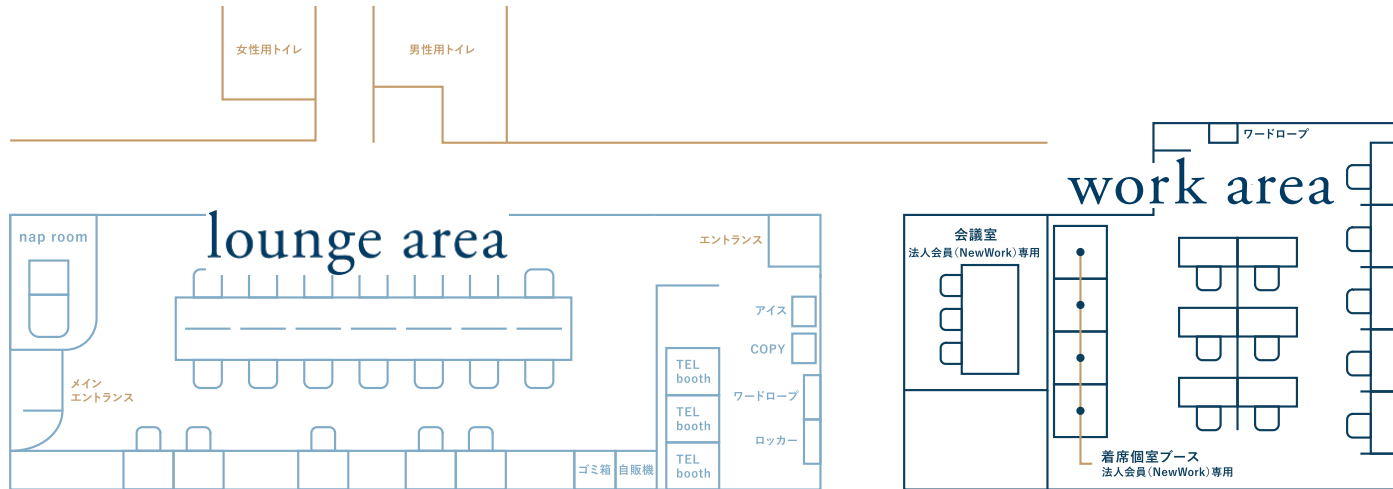 女性用トイレ
男性用トイレ
ワードローブ
work area
nap room
lounge area
エントランス
会議室
法人会員(NewWork)専用
アイス
COPY
メイン
エントランス
TEL
booth
ワードローブ
TEL
booth
ロッカー
ゴミ箱
自販機
TEL
booth
着席個室ブース
法人会員(NewWork)専用